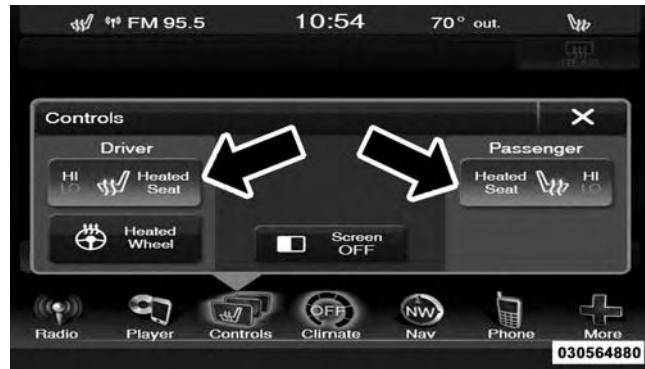 FM 95.5 10:54 70° out.
Controls
Driver
Passenger
HI
LO
Heated
Seat
Heated
Seat
HI
LO
Heated
Wheel
Screen
OFF
OFF
NW
Radio Player Controls Climate Nav Phone More
030564880